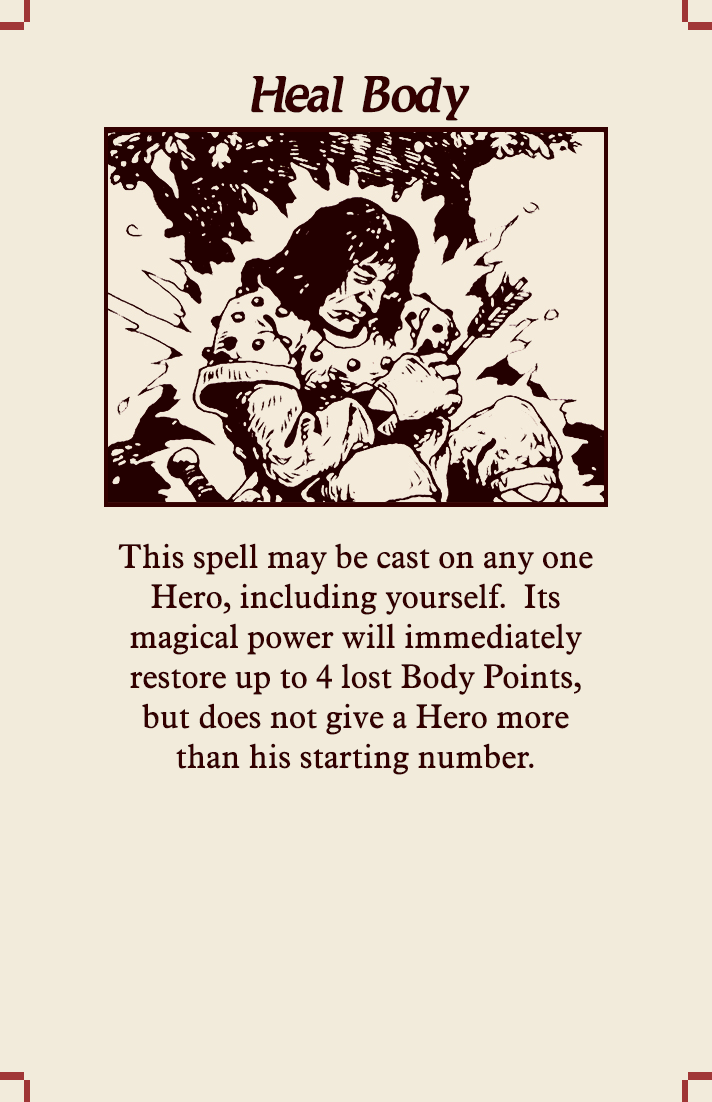 Heal Body
This spell may be cast on any one
Hero, including yourself.  Its
magical power will immediately
restore up to 4 lost Body Points,
but does not give a Hero more
than his starting number.